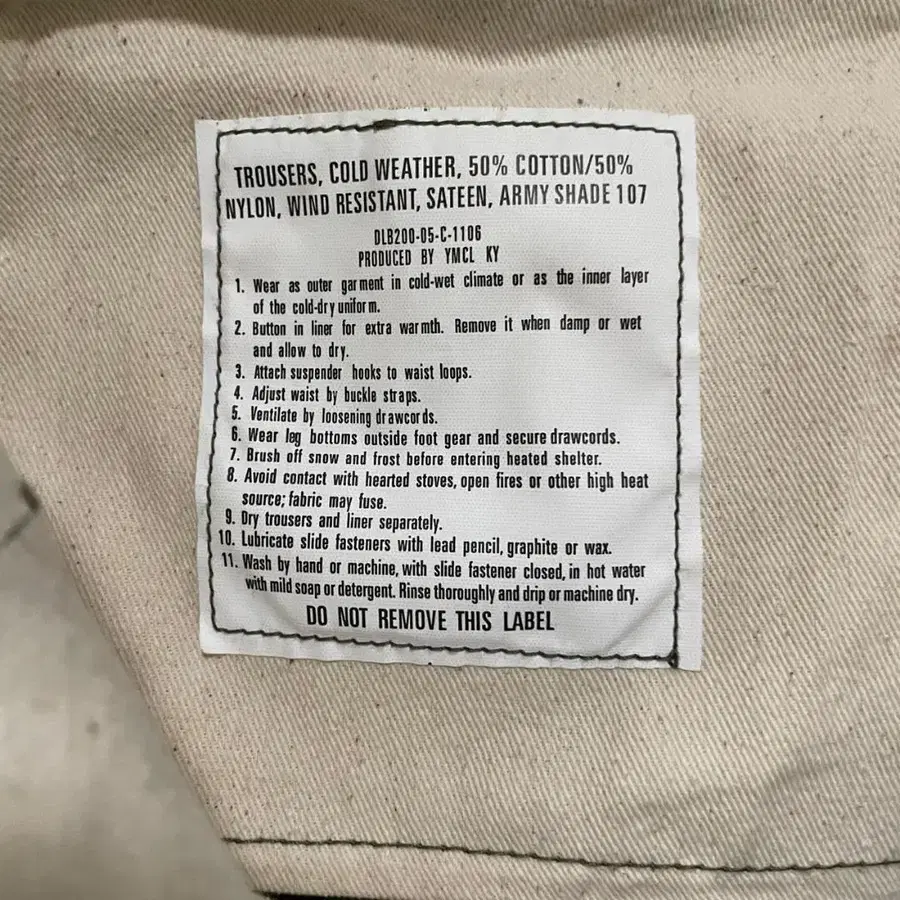 TROUSERS, COLD WEATHER, 50% COTTON/50%
NYLON, WIND RESISTANT, SATEEN, ARMY SHADE 107
DLB200-05-C-1106
PRODUCED BY YMCL KY
1. Wear as outer garment in cold-wet climate or as the inner layer
of the cold-dry uniform.
2. Button in liner for extra warmth. Remove it when damp or wet
and allow to dry.
3. Attach suspender hooks to waist loops.
4. Adjust waist by buckle straps.
5. Ventilate by loosening drawcords.
6. Wear leg bottoms outside foot gear and secure drawcords.
7. Brush off snow and frost before entering heated shelter.
8. Avoid contact with hearted stoves, open fires or other high heat
source; fabric may fuse.
9. Dry trousers and liner separately.
10. Lubricate slide fasteners with lead pencil, graphite or wax.
11. Wash by hand or machine, with slide fastener closed, in hot water
with mild soap or detergent. Rinse thoroughly and drip or machine dry.
DO NOT REMOVE THIS LABEL